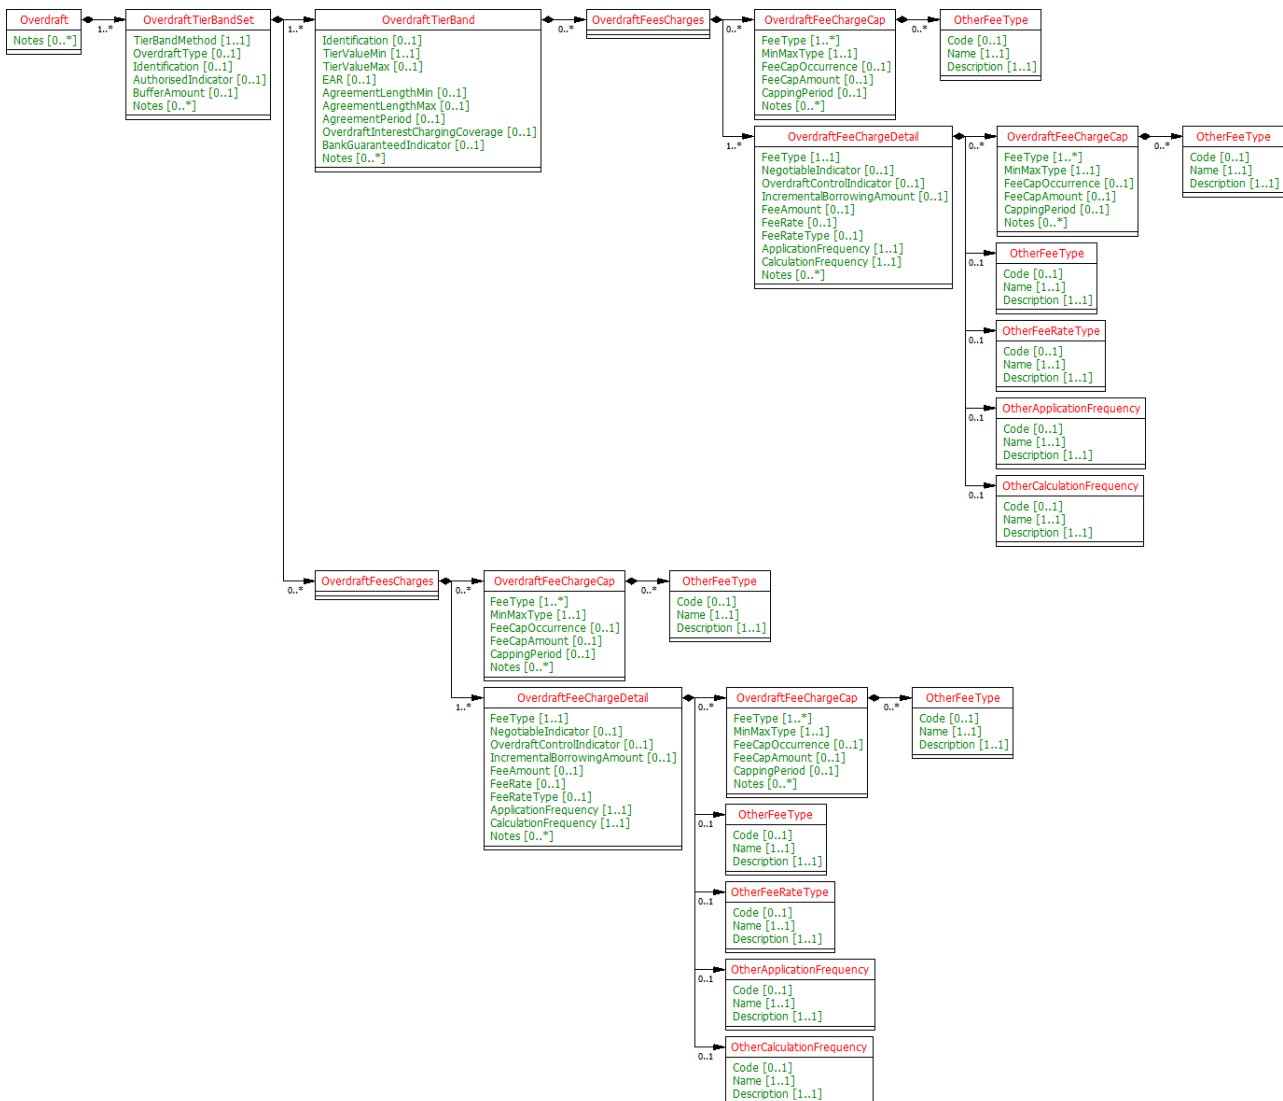 Overdraft
Notes [0..*]
1..*
OverdraftTierBandSet
TierBandMethod [1..1]
OverdraftType [0..1]
Identification [0..1]
AuthorisedIndicator [0..1]
BufferAmount [0..1]
Notes [0..*]
1..*
OverdraftTierBand
Identification [0..1]
TierValueMin [1..1]
TierValueMax [0..1]
EAR [0..1]
AgreementLengthMin [0..1]
AgreementLengthMax [0..1]
AgreementPeriod [0..1]
OverdraftInterestChargingCoverage [0..1]
BankGuaranteedIndicator [0..1]
Notes [0..*]
0..*
OverdraftFeesCharges
0..*
OverdraftFeeChargeCap
FeeType [1..*]
MinMaxType [1..1]
FeeCapOccurrence [0..1]
FeeCapAmount [0..1]
CappingPeriod [0..1]
Notes [0..*]
0..*
OtherFeeType
Code [0..1]
Name [1..1]
Description [1..1]
1..*
OverdraftFeeChargeDetail
FeeType [1..1]
NegotiableIndicator [0..1]
OverdraftControlIndicator [0..1]
IncrementalBorrowingAmount [0..1]
FeeAmount [0..1]
FeeRate [0..1]
FeeRateType [0..1]
ApplicationFrequency [1..1]
CalculationFrequency [1..1]
Notes [0..*]
0..*
OverdraftFeeChargeCap
FeeType [1..*]
MinMaxType [1..1]
FeeCapOccurrence [0..1]
FeeCapAmount [0..1]
CappingPeriod [0..1]
Notes [0..*]
0..*
OtherFeeType
Code [0..1]
Name [1..1]
Description [1..1]
0..1
OtherFeeType
Code [0..1]
Name [1..1]
Description [1..1]
0..1
OtherFeeRateType
Code [0..1]
Name [1..1]
Description [1..1]
0..1
OtherApplicationFrequency
Code [0..1]
Name [1..1]
Description [1..1]
0..1
OtherCalculationFrequency
Code [0..1]
Name [1..1]
Description [1..1]
0..*
OverdraftFeesCharges
0..*
OverdraftFeeChargeCap
FeeType [1..*]
MinMaxType [1..1]
FeeCapOccurrence [0..1]
FeeCapAmount [0..1]
CappingPeriod [0..1]
Notes [0..*]
0..*
OtherFeeType
Code [0..1]
Name [1..1]
Description [1..1]
1..*
OverdraftFeeChargeDetail
FeeType [1..1]
NegotiableIndicator [0..1]
OverdraftControlIndicator [0..1]
IncrementalBorrowingAmount [0..1]
FeeAmount [0..1]
FeeRate [0..1]
FeeRateType [0..1]
ApplicationFrequency [1..1]
CalculationFrequency [1..1]
Notes [0..*]
0..*
OverdraftFeeChargeCap
FeeType [1..*]
MinMaxType [1..1]
FeeCapOccurrence [0..1]
FeeCapAmount [0..1]
CappingPeriod [0..1]
Notes [0..*]
0..*
OtherFeeType
Code [0..1]
Name [1..1]
Description [1..1]
0..1
OtherFeeType
Code [0..1]
Name [1..1]
Description [1..1]
0..1
OtherFeeRateType
Code [0..1]
Name [1..1]
Description [1..1]
0..1
OtherApplicationFrequency
Code [0..1]
Name [1..1]
Description [1..1]
0..1
OtherCalculationFrequency
Code [0..1]
Name [1..1]
Description [1..1]